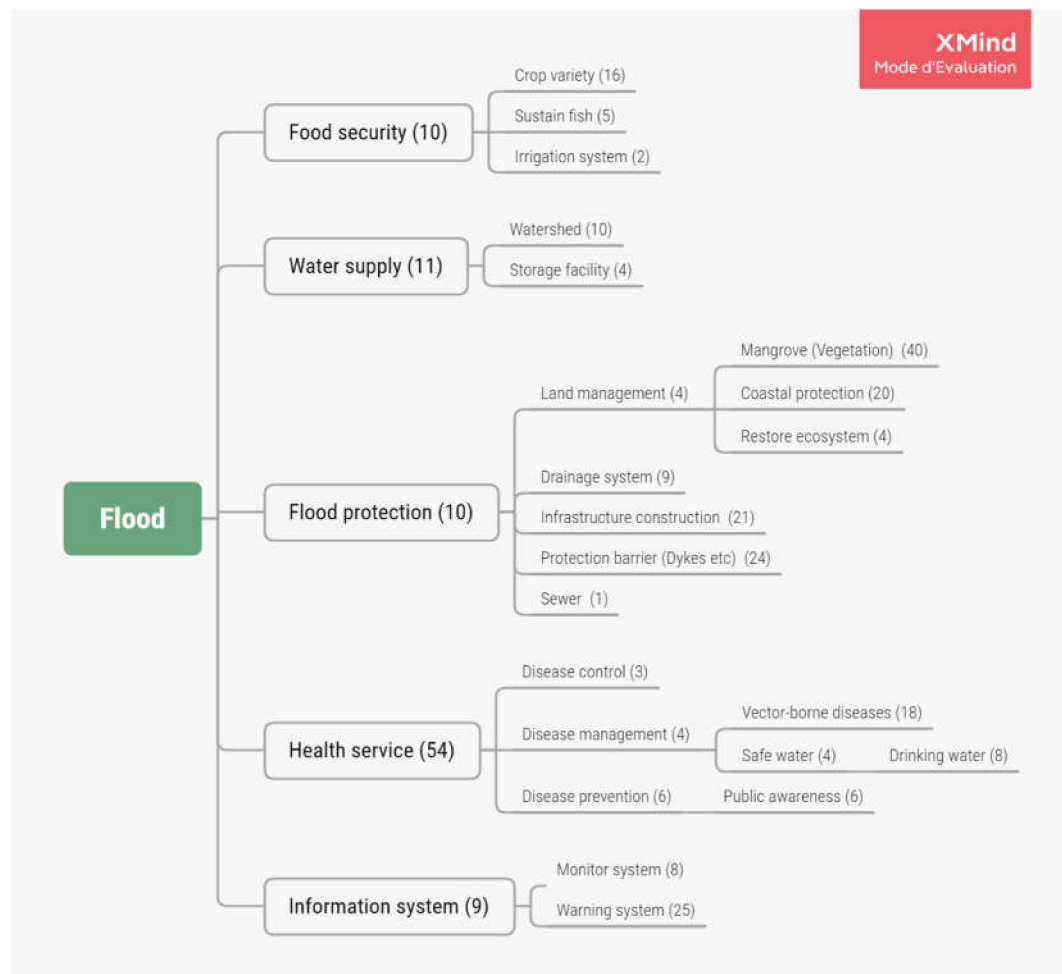 XMind
Mode d'Evaluation
Flood
Food security (10)
Crop variety (16)
Sustain fish (5)
Irrigation system (2)
Water supply (11)
Watershed (10)
Storage facility (4)
Flood protection (10)
Land management (4)
Mangrove (Vegetation) (40)
Coastal protection (20)
Restore ecosystem (4)
Drainage system (9)
Infrastructure construction (21)
Protection barrier (Dykes etc) (24)
Sewer (1)
Health service (54)
Disease control (3)
Disease management (4)
Vector-borne diseases (18)
Safe water (4)
Drinking water (8)
Disease prevention (6)
Public awareness (6)
Information system (9)
Monitor system (8)
Warning system (25)